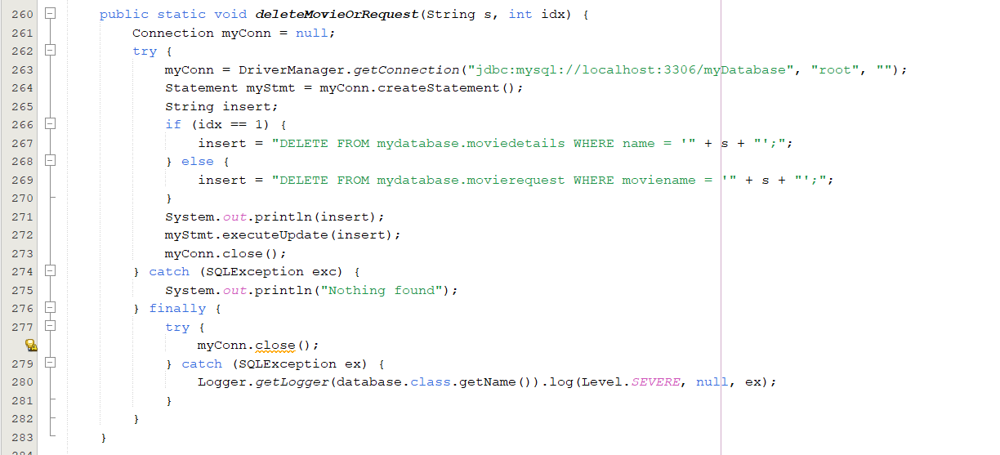 260 public static void deleteMovieOrRequest(String s, int idx) {
261 Connection myConn = null;
262 try {
263 myConn = DriverManager.getConnection("jdbc:mysql://localhost:3306/myDatabase", "root", "");
264 Statement myStmt = myConn.createStatement();
265 String insert;
266 if (idx == 1) {
267 insert = "DELETE FROM mydatabase.moviedetails WHERE name = '" + s + "';";
268 } else {
269 insert = "DELETE FROM mydatabase.movierequest WHERE moviename = '" + s + "';";
270 }
271 System.out.println(insert);
272 myStmt.executeUpdate(insert);
273 myConn.close();
274 } catch (SQLException exc) {
275 System.out.println("Nothing found");
276 } finally {
277 try {
myConn.close();
279 } catch (SQLException ex) {
280 Logger.getLogger(database.class.getName()).log(Level.SEVERE, null, ex);
281 }
282 }
283 }